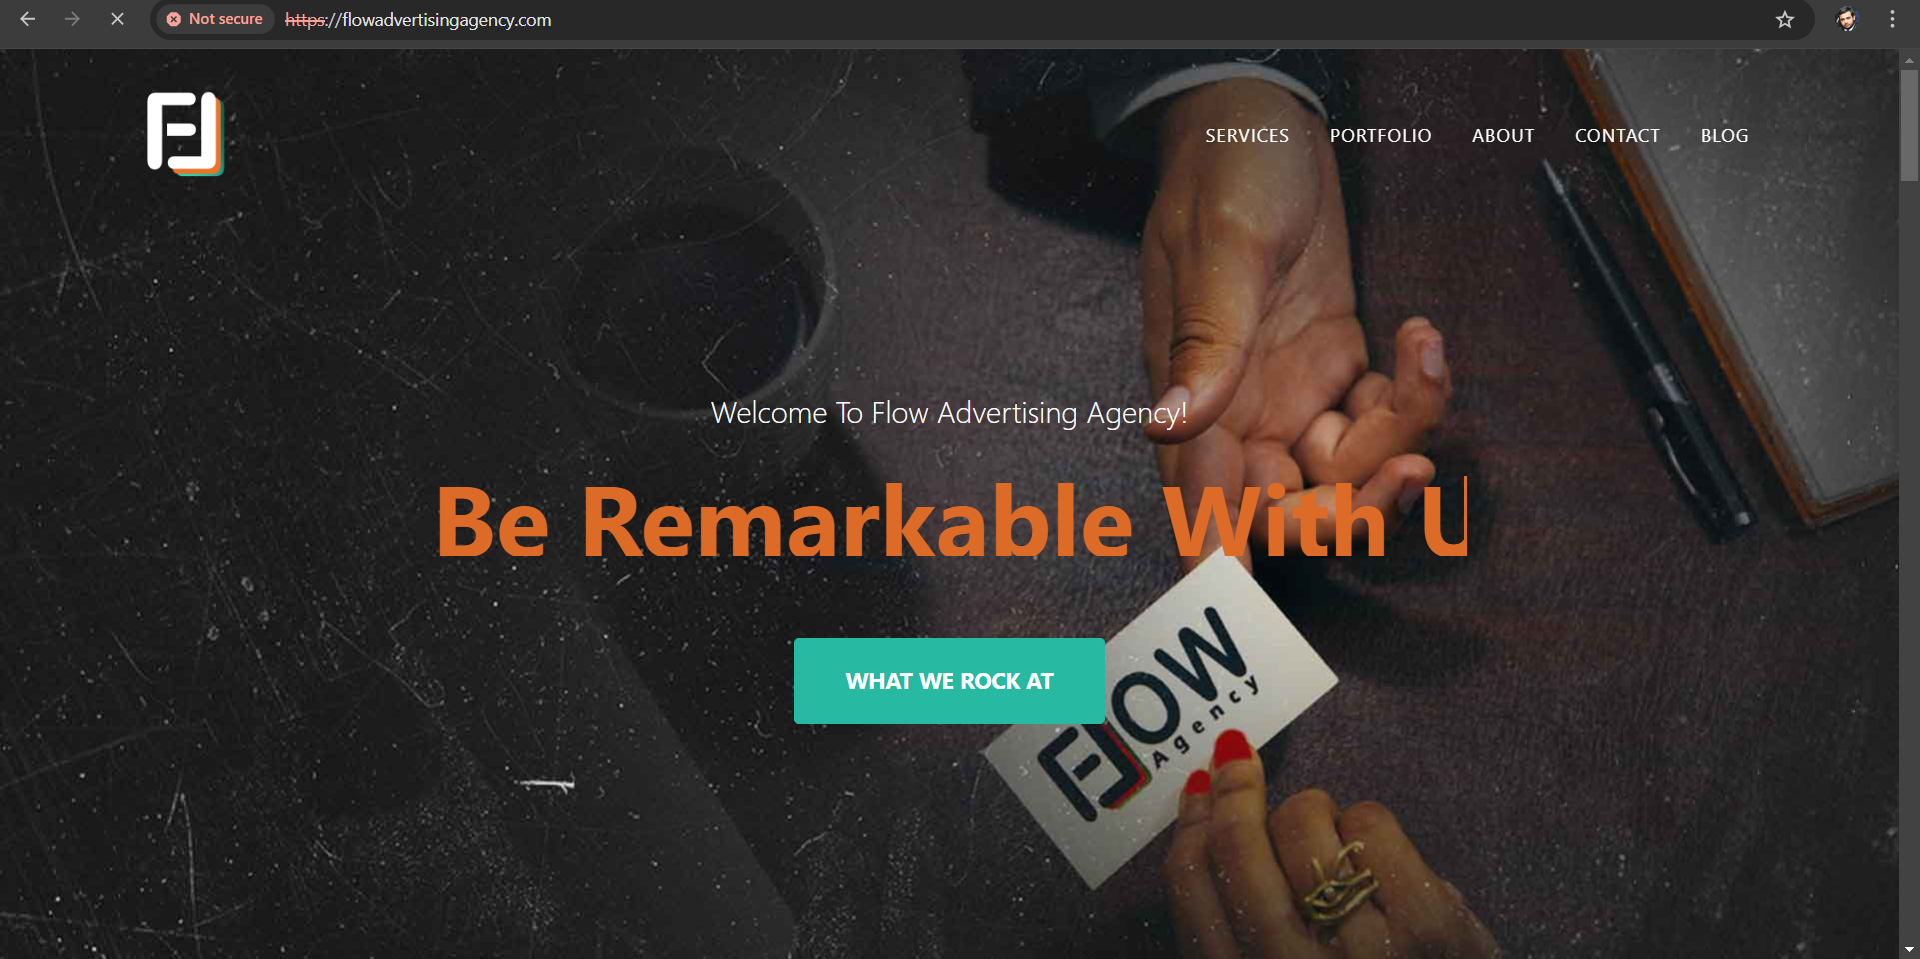 Not secure https://flowadvertisingagency.com
SERVICES PORTFOLIO ABOUT CONTACT BLOG
Welcome To Flow Advertising Agency!
Be Remarkable With U
WHAT WE ROCK AT
FLOW
Agency